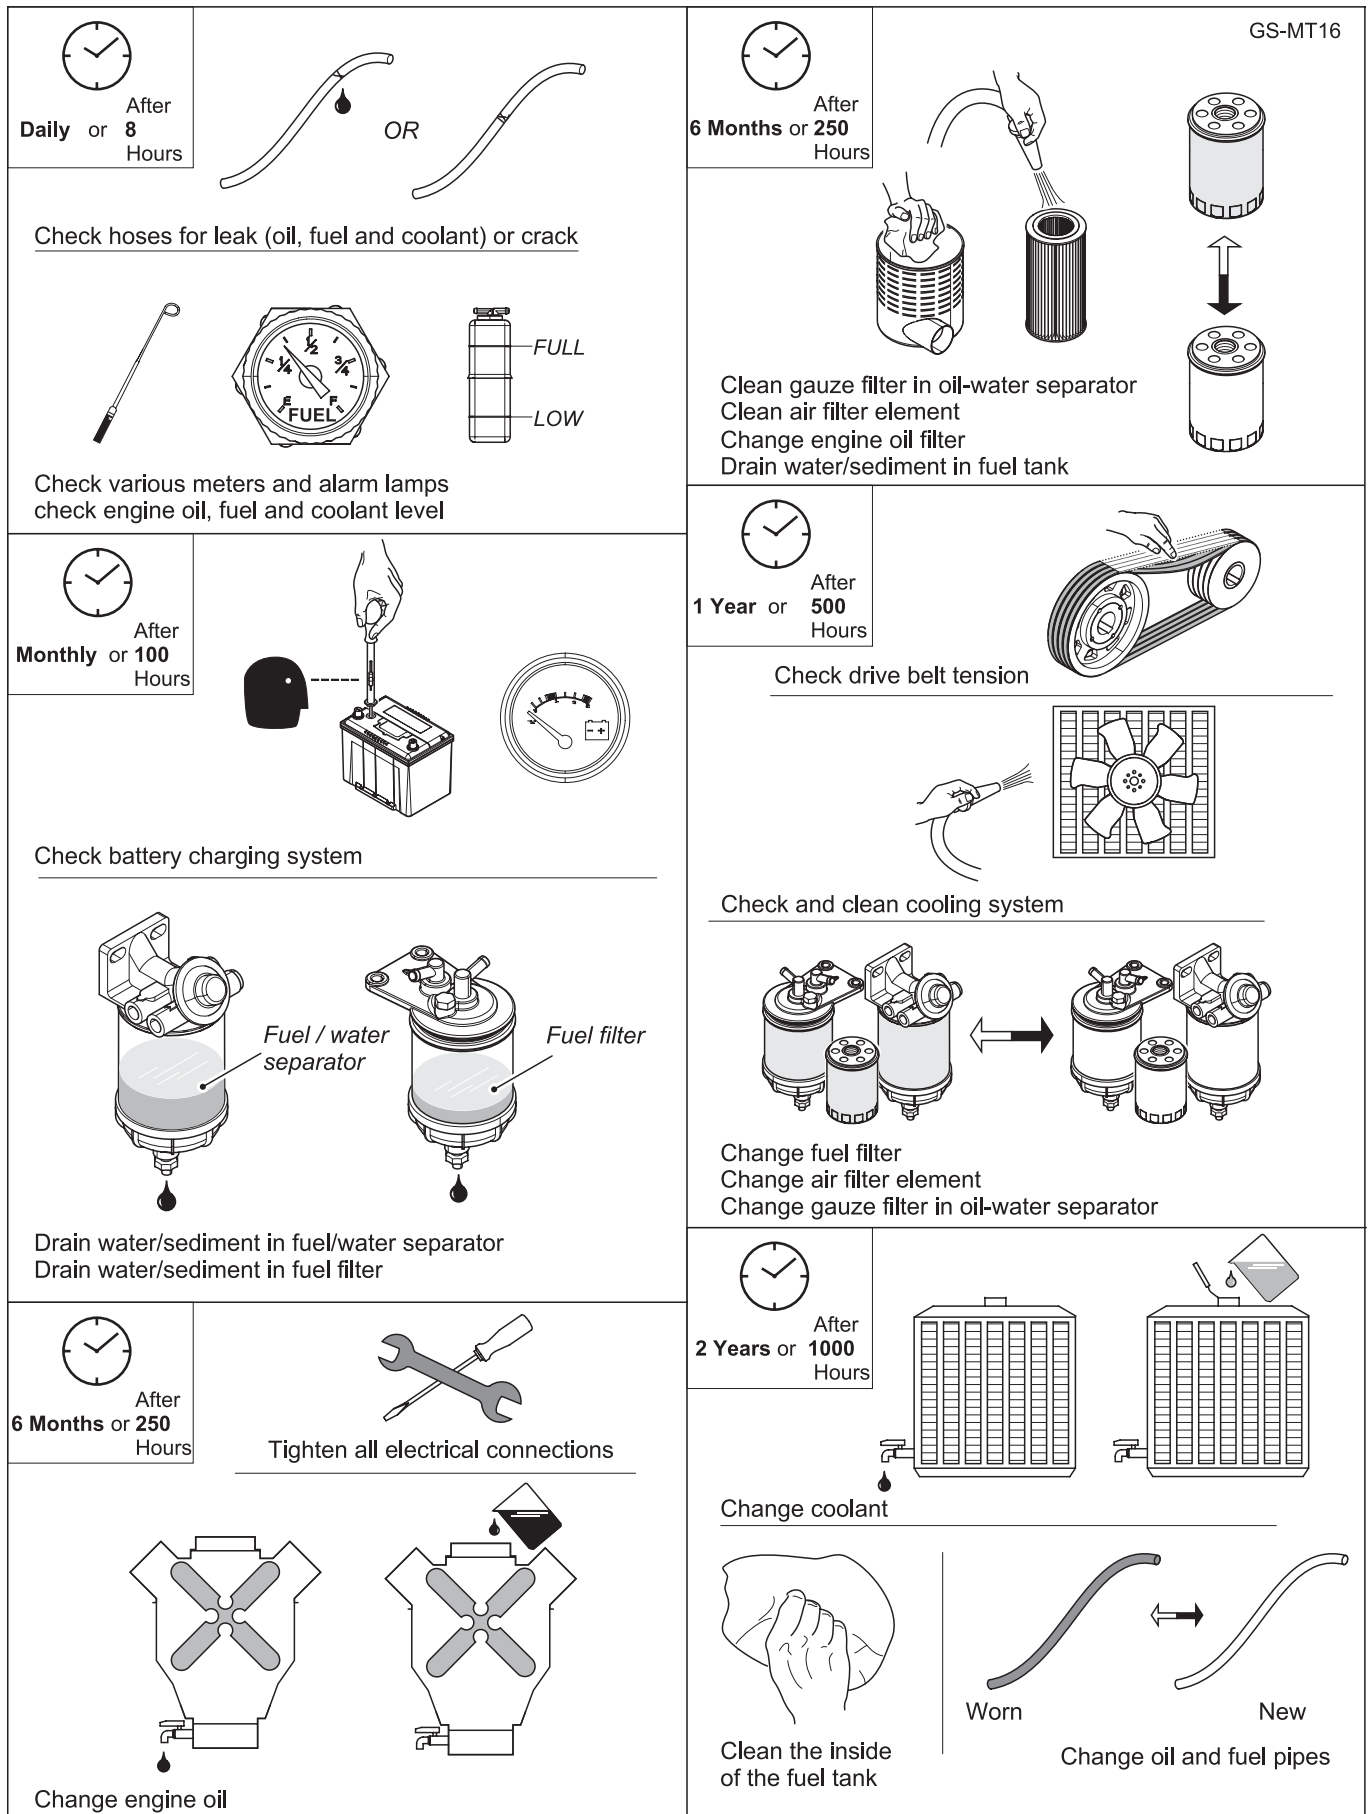 After
Daily or 8
Hours
OR
Check hoses for leak (oil, fuel and coolant) or crack
1/4
1/2
3/4
E
F
FUEL
FULL
LOW
Check various meters and alarm lamps
check engine oil, fuel and coolant level
After
Monthly or 100
Hours
- +
Check battery charging system
Fuel / water
separator
Fuel filter
Drain water/sediment in fuel/water separator
Drain water/sediment in fuel filter
After
6 Months or 250
Hours
Tighten all electrical connections
Change engine oil
GS-MT16
After
6 Months or 250
Hours
Clean gauze filter in oil-water separator
Clean air filter element
Change engine oil filter
Drain water/sediment in fuel tank
After
1 Year or 500
Hours
Check drive belt tension
Check and clean cooling system
Change fuel filter
Change air filter element
Change gauze filter in oil-water separator
After
2 Years or 1000
Hours
Change coolant
Clean the inside
of the fuel tank
Worn
New
Change oil and fuel pipes